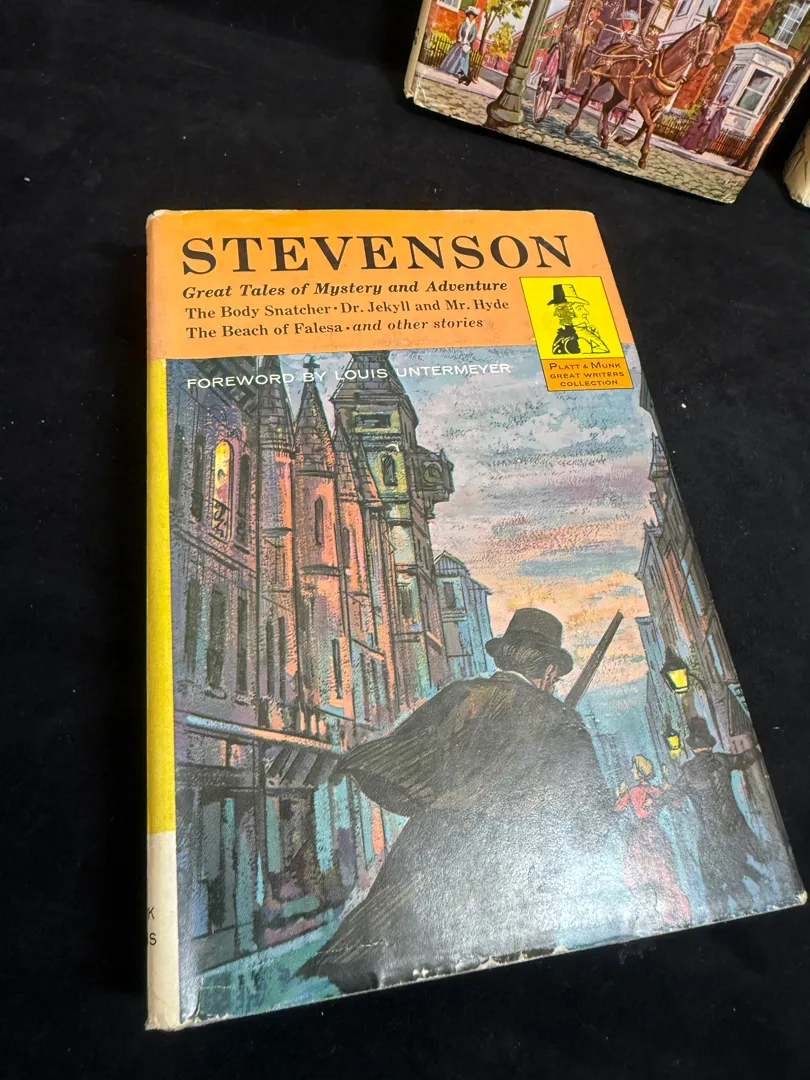 STEVENSON
Great Tales of Mystery and Adventure
The Body Snatcher · Dr. Jekyll and Mr. Hyde
The Beach of Falesa · and other stories
PLATT & MUNK
GREAT WRITERS
COLLECTION
FOREWORD BY LOUIS UNTERMEYER
K
S